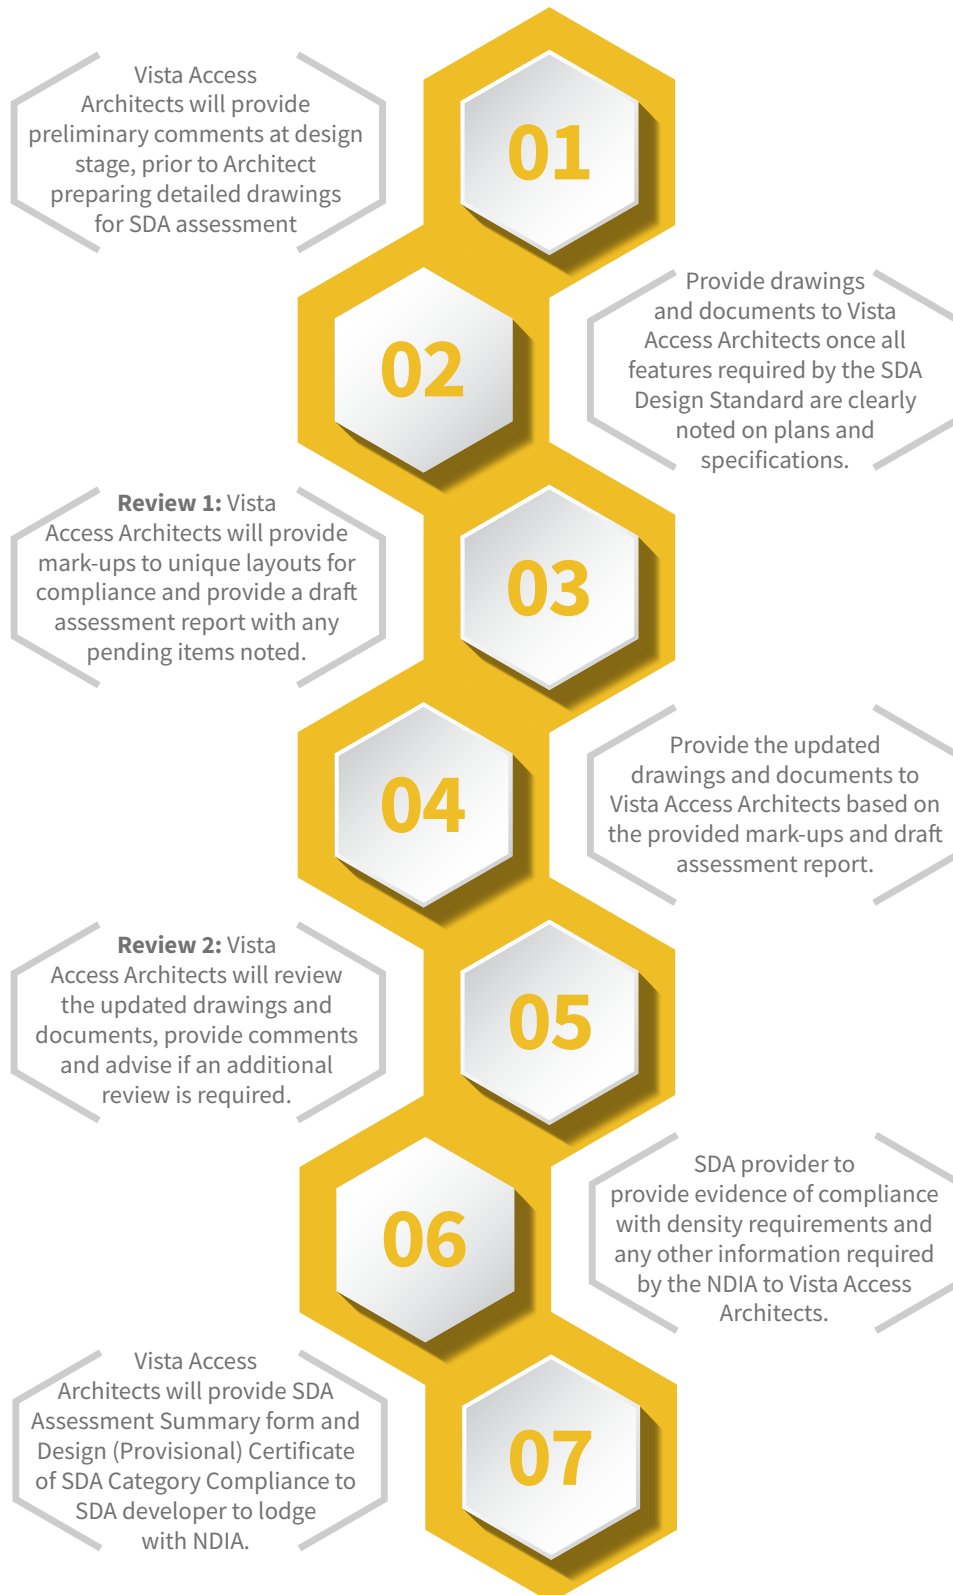 01
Vista Access
Architects will provide
preliminary comments at design
stage, prior to Architect
preparing detailed drawings
for SDA assessment
02
Provide drawings
and documents to Vista
Access Architects once all
features required by the SDA
Design Standard are clearly
noted on plans and
specifications.
03
Review 1: Vista
Access Architects will provide
mark-ups to unique layouts for
compliance and provide a draft
assessment report with any
pending items noted.
04
Provide the updated
drawings and documents to
Vista Access Architects based on
the provided mark-ups and draft
assessment report.
05
Review 2: Vista
Access Architects will review
the updated drawings and
documents, provide comments
and advise if an additional
review is required.
06
SDA provider to
provide evidence of compliance
with density requirements and
any other information required
by the NDIA to Vista Access
Architects.
07
Vista Access
Architects will provide SDA
Assessment Summary form and
Design (Provisional) Certificate
of SDA Category Compliance to
SDA developer to lodge
with NDIA.